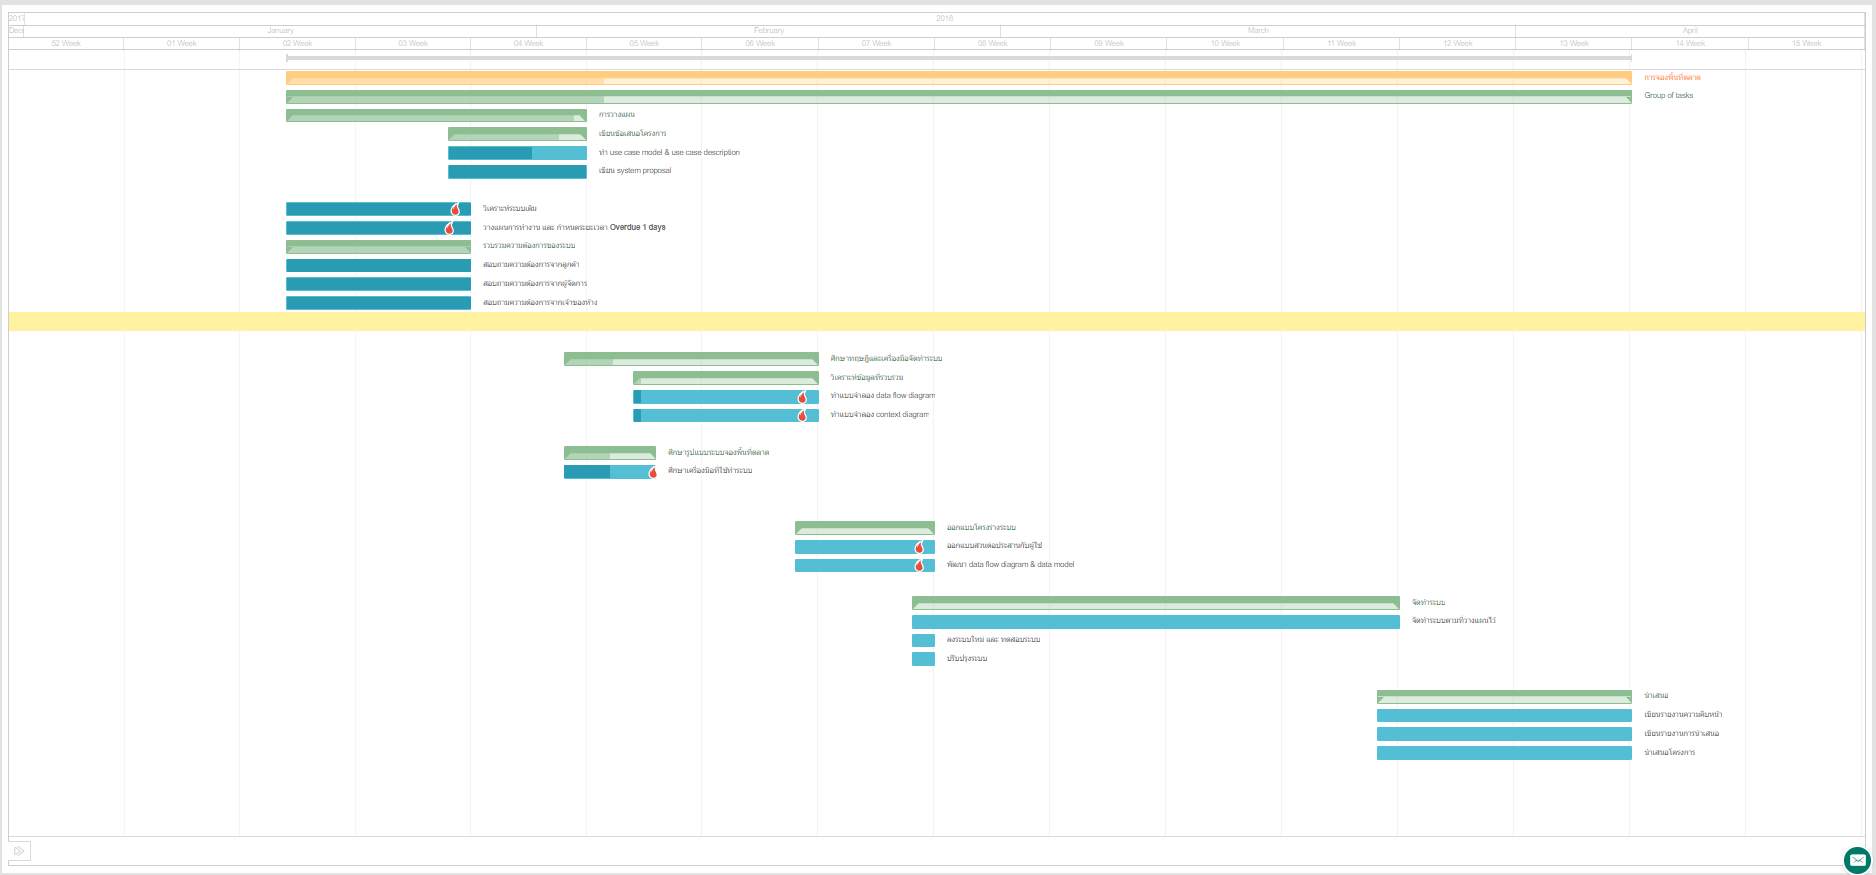 2017 2018
Dec January February March April
52 Week 01 Week 02 Week 03 Week 04 Week 05 Week 06 Week 07 Week 08 Week 09 Week 10 Week 11 Week 12 Week 13 Week 14 Week 15 Week
การจองพื้นที่ตลาด
Group of tasks
การวางแผน
เขียนข้อเสนอโครงการ
ทำ use case model & use case description
เขียน system proposal
วิเคราะห์ระบบเดิม
วางแผนการทำงาน และ กำหนดระยะเวลา Overdue 1 days
รวบรวมความต้องการของระบบ
สอบถามความต้องการจากลูกค้า
สอบถามความต้องการจากผู้จัดการ
สอบถามความต้องการจากเจ้าของห้าง
ศึกษาทฤษฎีและเครื่องมือจัดทำระบบ
วิเคราะห์ข้อมูลที่รวบรวม
ทำแบบจำลอง data flow diagram
ทำแบบจำลอง context diagram
ศึกษารูปแบบระบบจองพื้นที่ตลาด
ศึกษาเครื่องมือที่ใช้ทำระบบ
ออกแบบโครงร่างระบบ
ออกแบบส่วนต่อประสานกับผู้ใช้
พัฒนา data flow diagram & data model
จัดทำระบบ
จัดทำระบบตามที่วางแผนไว้
ลงระบบใหม่ และ ทดสอบระบบ
ปรับปรุงระบบ
นำเสนอ
เขียนรายงานความคืบหน้า
เขียนรายงานการนำเสนอ
นำเสนอโครงการ